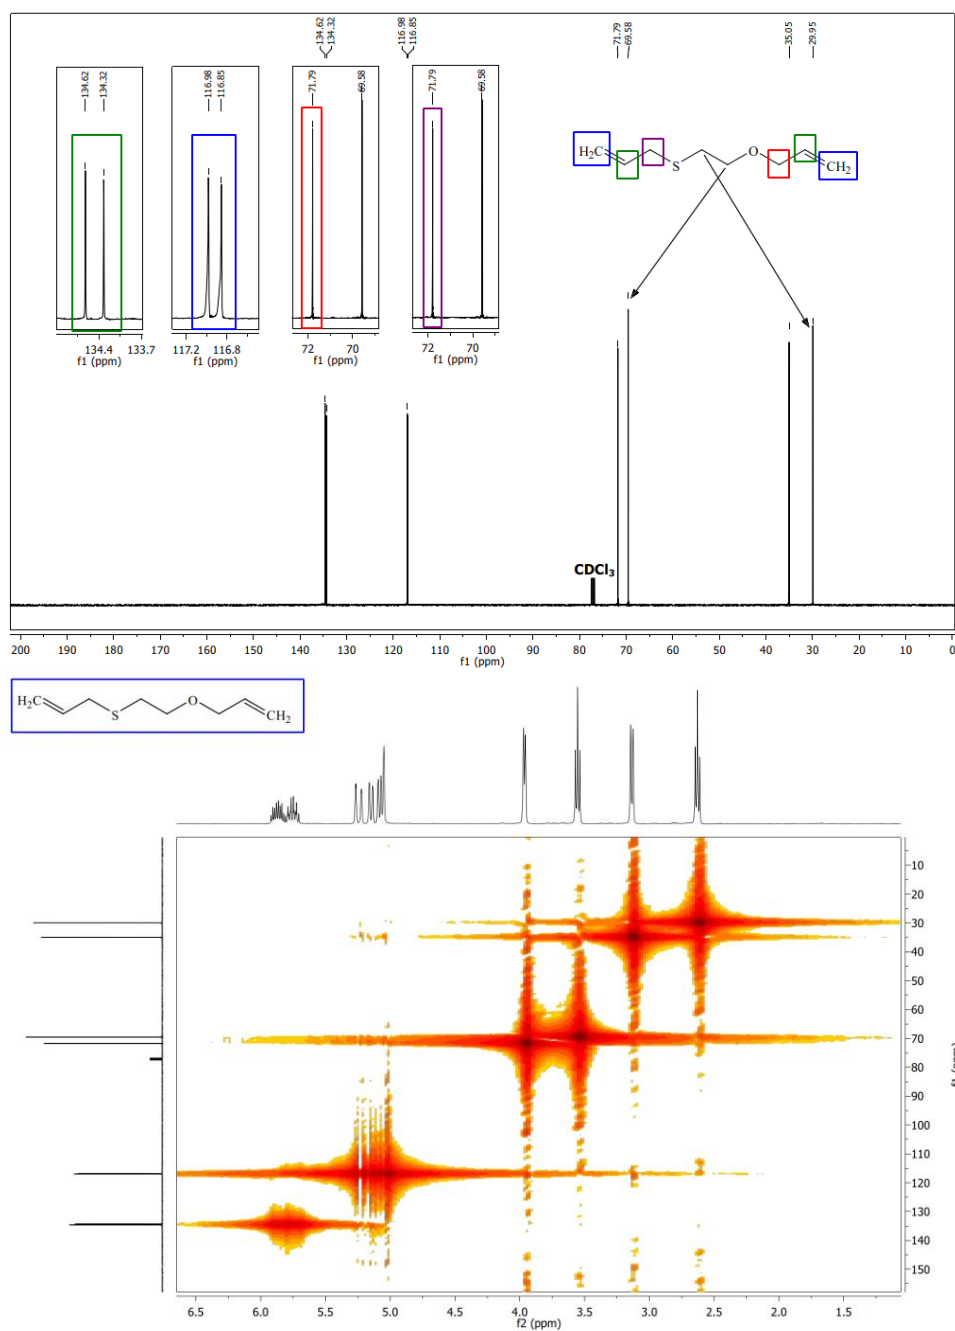 134.62
134.32
116.98
116.85
71.79
69.58
35.05
29.95
134.62
134.32
116.98
116.85
71.79
69.58
71.79
69.58
134.4 133.7
f1 (ppm)
117.2 116.8
f1 (ppm)
72 70
f1 (ppm)
72 70
f1 (ppm)
H₂C
S
O
CH₂
CDCl₃
200 190 180 170 160 150 140 130 120 110 100 90 80 70 60 50 40 30 20 10 0
f1 (ppm)
H₂C
S
O
CH₂
10
20
30
40
50
60
70
80
90
100
110
120
130
140
150
f1 (ppm)
6.5 6.0 5.5 5.0 4.5 4.0 3.5 3.0 2.5 2.0 1.5
f2 (ppm)